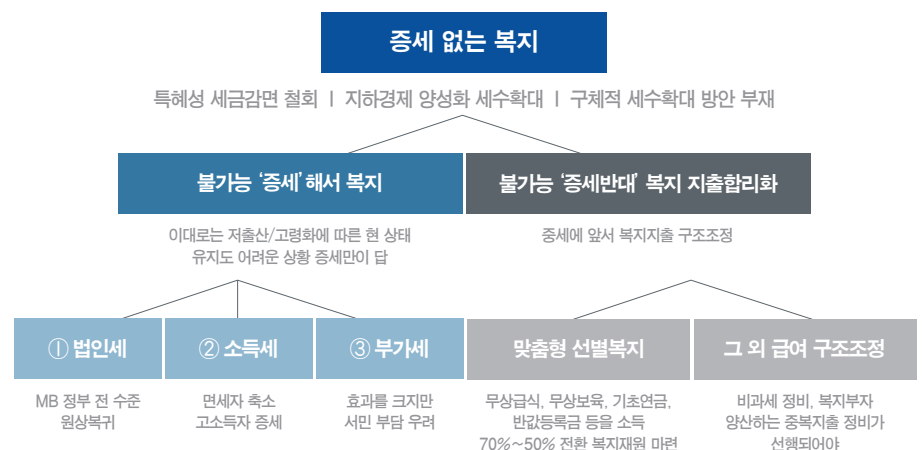 증세 없는 복지
특혜성 세금감면 철회 | 지하경제 양성화 세수확대 | 구체적 세수확대 방안 부재
불가능 ‘증세’ 해서 복지
불가능 ‘증세반대’ 복지 지출합리화
이대로는 저출산/고령화에 따른 현 상태
유지도 어려운 상황 증세만이 답
중세에 앞서 복지지출 구조조정
① 법인세
② 소득세
③ 부가세
맞춤형 선별복지
그 외 급여 구조조정
MB 정부 전 수준
원상복귀
면세자 축소
고소득자 증세
효과를 크지만
서민 부담 우려
무상급식, 무상보육, 기초연금,
반값등록금 등을 소득
70%~50% 전환 복지재원 마련
비과세 정비, 복지부자
양산하는 중복지출 정비가
선행되어야